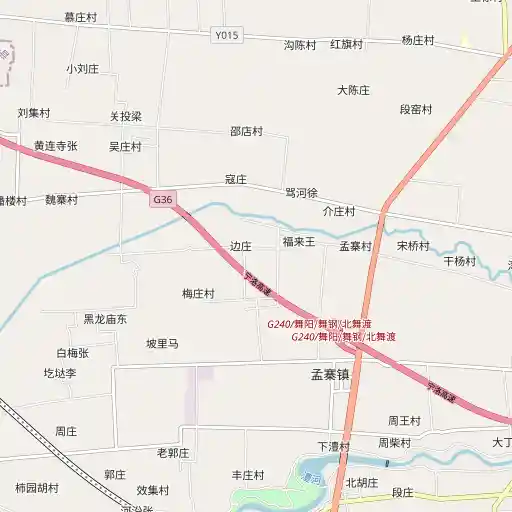 慕庄村
Y015
沟陈村
红旗村
杨庄村
小刘庄
大陈庄
刘集村
关投梁
段窑村
邵店村
黄连寺张
吴庄村
寇庄
骂河徐
魏寨村
G36
介庄村
边庄
福来王
孟寨村
宋桥村
干杨村
宁洛高速
梅庄村
黑龙庙东
G240/舞阳/舞钢/北舞渡
G240/舞阳/舞钢/北舞渡
坡里马
白梅张
圪垯李
孟寨镇
宁洛高速
周王村
周庄
下澧村
周柴村
大丁
老郭庄
郭庄
丰庄村
澧河
北胡庄
柿园胡村
效集村
段庄
河沿张